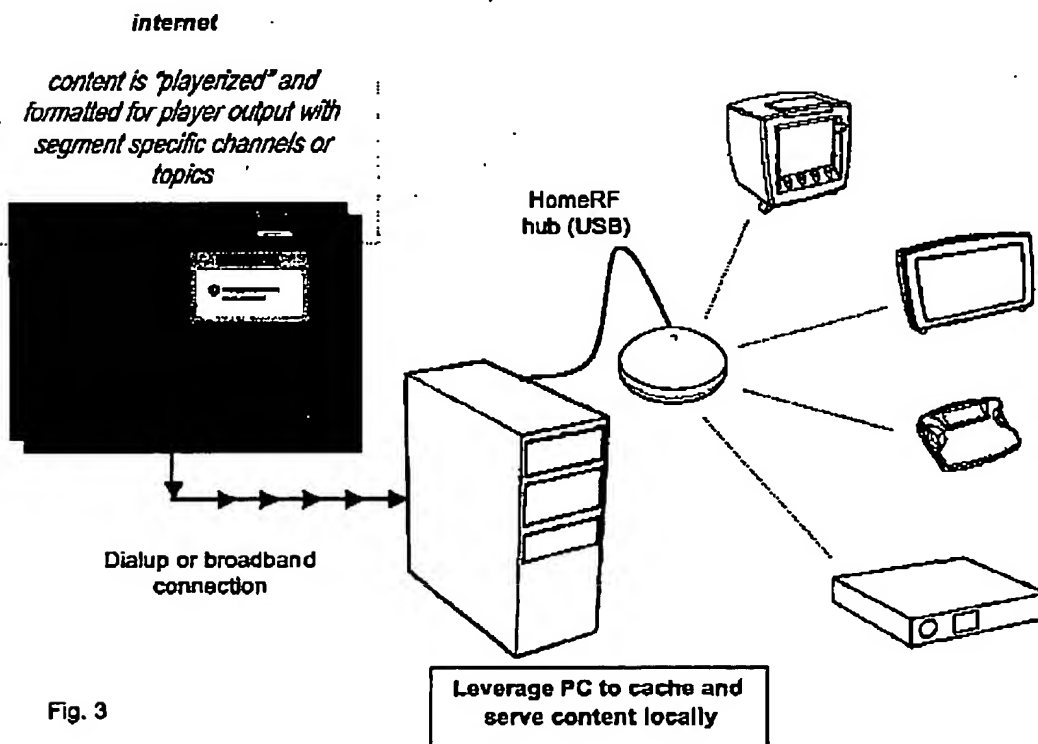 internet
content is "playerized" and
formatted for player output with
segment specific channels or
topics
HomeRF
hub (USB)
Dialup or broadband
connection
Leverage PC to cache and
serve content locally
Fig. 3